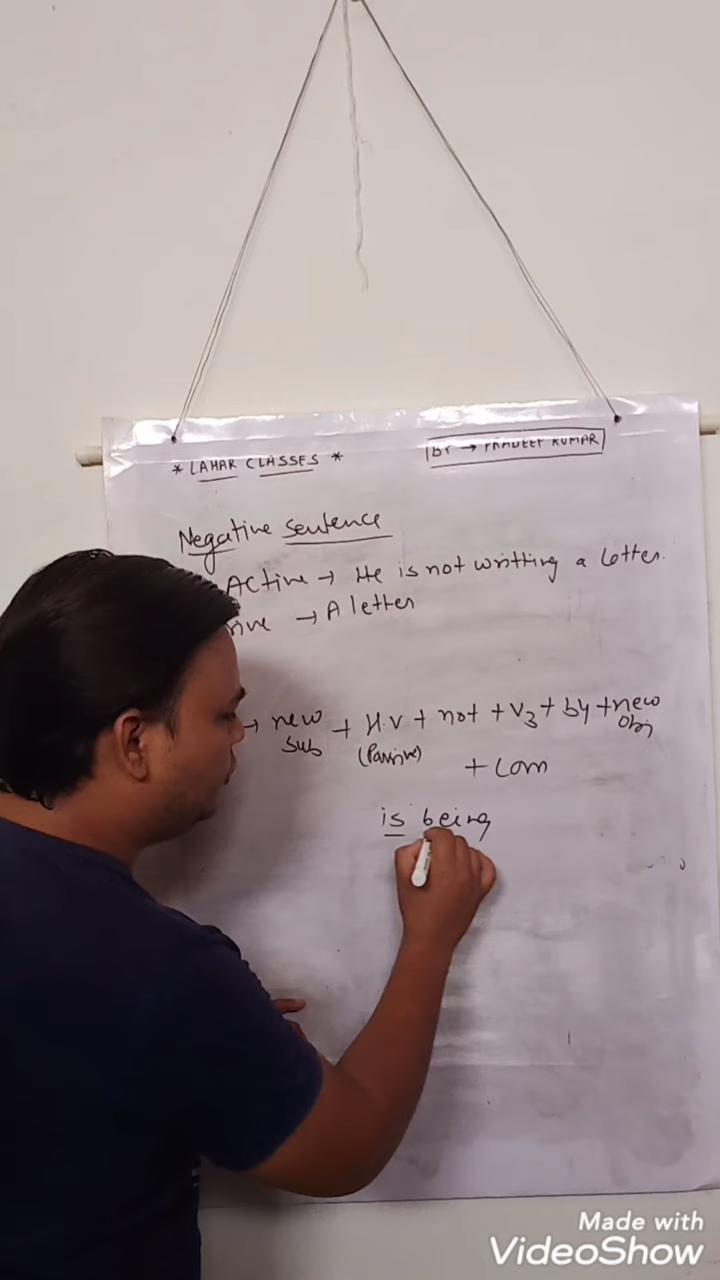 * LAHAR CLASSES *
BY → PRADEEP KUMAR
Negative Sentence
Active → He is not writting a letter.
ive → A letter
→ new sub + H.V + not + V3 + by + new obj
(Passive)
+ com
is being
Made with
VideoShow